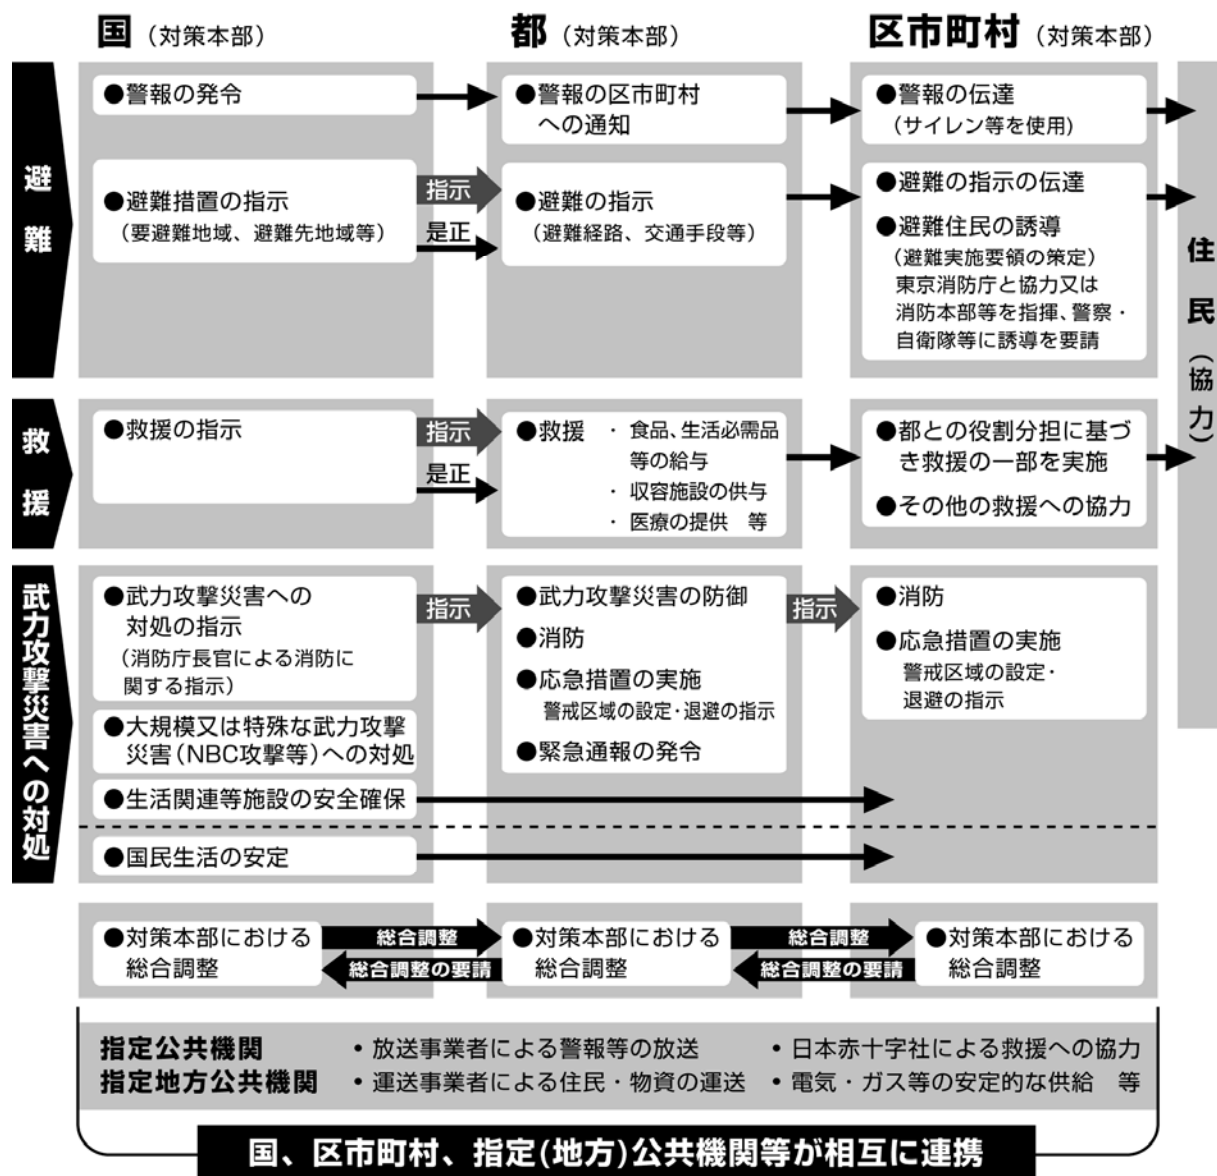 国（対策本部）
都（対策本部）
区市町村（対策本部）
避難
●警報の発令
●警報の区市町村
への通知
●警報の伝達
（サイレン等を使用）
●避難措置の指示
（要避難地域、避難先地域等）
指示
是正
●避難の指示
（避難経路、交通手段等）
●避難の指示の伝達
●避難住民の誘導
（避難実施要領の策定）
東京消防庁と協力又は
消防本部等を指揮、警察・
自衛隊等に誘導を要請
住民（協力）
救援
●救援の指示
指示
是正
●救援 ・ 食品、生活必需品
等の給与
・ 収容施設の供与
・ 医療の提供　等
●都との役割分担に基づ
き救援の一部を実施
●その他の救援への協力
武力攻撃災害への対処
●武力攻撃災害への
対処の指示
（消防庁長官による消防に
関する指示）
指示
●武力攻撃災害の防御
●消防
●応急措置の実施
警戒区域の設定・退避の指示
●緊急通報の発令
指示
●消防
●応急措置の実施
警戒区域の設定・
退避の指示
●大規模又は特殊な武力攻撃
災害（NBC攻撃等）への対処
●生活関連等施設の安全確保
●国民生活の安定
●対策本部における
総合調整
総合調整
総合調整の要請
●対策本部における
総合調整
総合調整
総合調整の要請
●対策本部における
総合調整
指定公共機関
指定地方公共機関
• 放送事業者による警報等の放送
• 運送事業者による住民・物資の運送
• 日本赤十字社による救援への協力
• 電気・ガス等の安定的な供給　等
国、区市町村、指定(地方)公共機関等が相互に連携